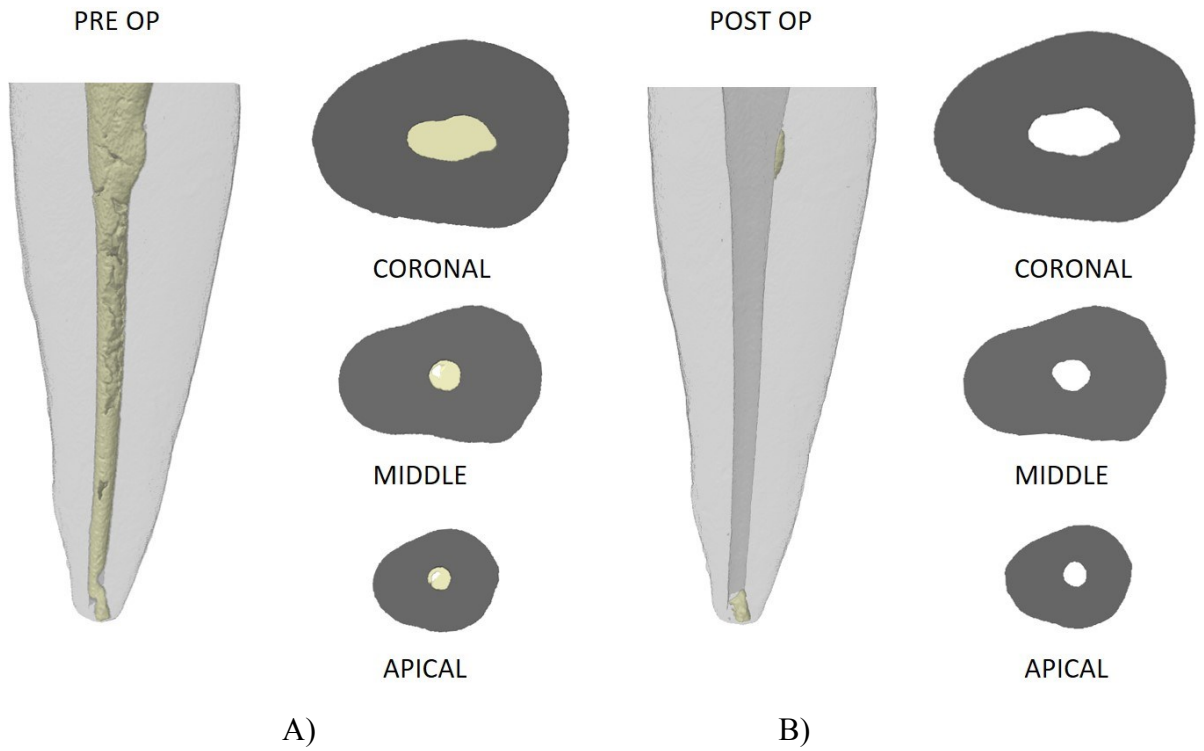 PRE OP
POST OP
CORONAL
CORONAL
MIDDLE
MIDDLE
APICAL
APICAL
A)
B)